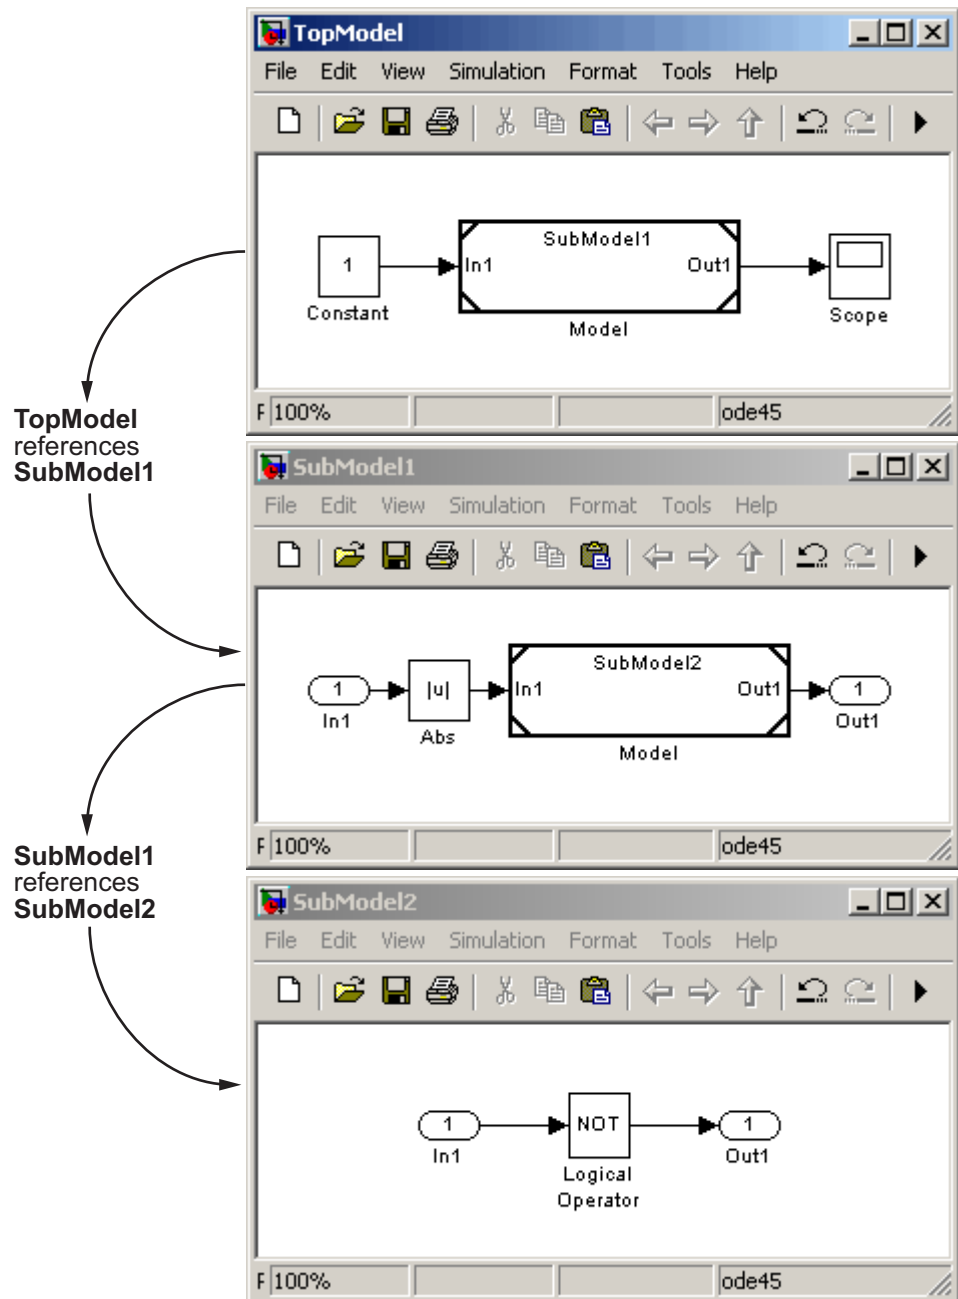 TopModel
File Edit View Simulation Format Tools Help
SubModel1
1 In1 Out1
Constant Model Scope
F 100% ode45
TopModel
references
SubModel1
SubModel1
File Edit View Simulation Format Tools Help
SubModel2
1 |u| In1 Out1 1
In1 Abs Model Out1
F 100% ode45
SubModel1
references
SubModel2
SubModel2
File Edit View Simulation Format Tools Help
1 NOT 1
In1 Logical Out1
Operator
F 100% ode45